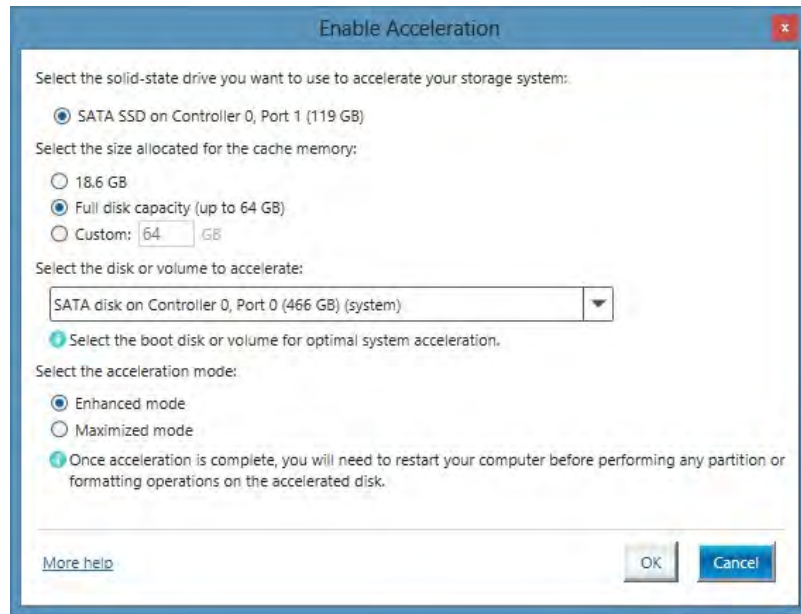 Enable Acceleration
x
Select the solid-state drive you want to use to accelerate your storage system:
SATA SSD on Controller 0, Port 1 (119 GB)
Select the size allocated for the cache memory:
18.6 GB
Full disk capacity (up to 64 GB)
Custom: 64 GB
Select the disk or volume to accelerate:
SATA disk on Controller 0, Port 0 (466 GB) (system)
Select the boot disk or volume for optimal system acceleration.
Select the acceleration mode:
Enhanced mode
Maximized mode
Once acceleration is complete, you will need to restart your computer before performing any partition or
formatting operations on the accelerated disk.
More help OK Cancel